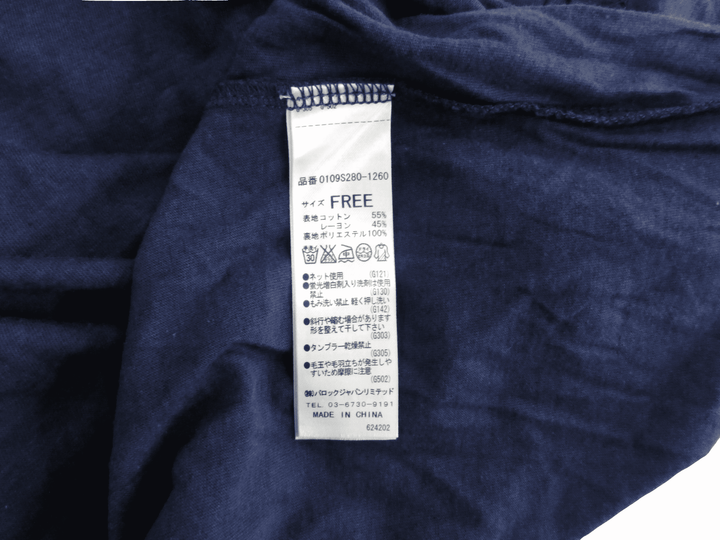 品番 0109S280-1260
サイズ FREE
表地 コットン 55%
レーヨン 45%
裏地 ポリエステル 100%
手洗イ 30 中
●ネット使用 (G121)
●蛍光増白剤入り洗剤は使用
禁止 (G130)
●もみ洗い禁止 軽く押し洗い
(G142)
●斜行や縮む場合があります
形を整えて干して下さい
(G303)
●タンブラー乾燥禁止
(G305)
●毛玉や毛羽立ちが発生しや
すいため摩擦に注意
(G502)
㈱バロックジャパンリミテッド
TEL. 03-6730-9191
MADE IN CHINA
624202